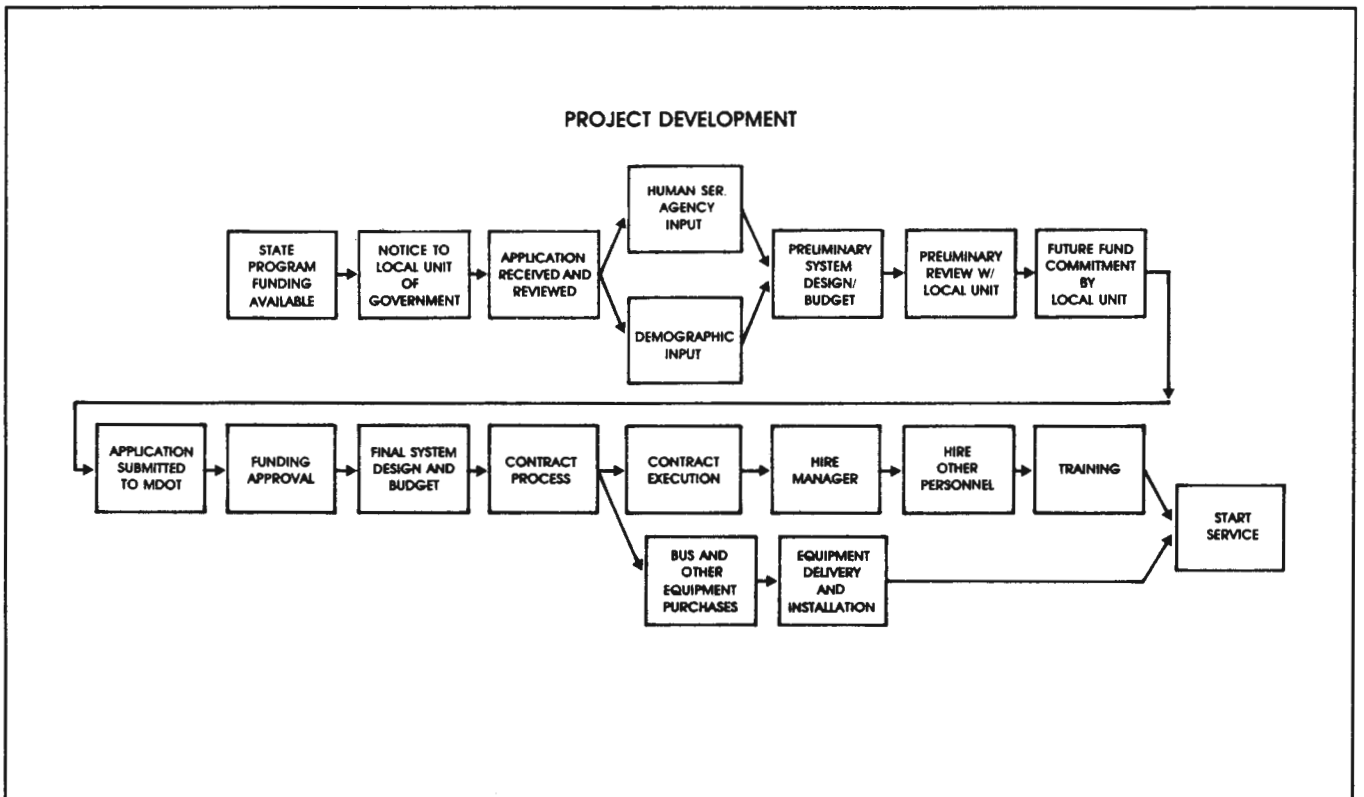 PROJECT DEVELOPMENT
STATE
PROGRAM
FUNDING
AVAILABLE
NOTICE TO
LOCAL UNIT
OF
GOVERNMENT
APPLICATION
RECEIVED AND
REVIEWED
HUMAN SER.
AGENCY
INPUT
DEMOGRAPHIC
INPUT
PRELIMINARY
SYSTEM
DESIGN/
BUDGET
PRELIMINARY
REVIEW W/
LOCAL UNIT
FUTURE FUND
COMMITMENT
BY
LOCAL UNIT
APPLICATION
SUBMITTED
TO MDOT
FUNDING
APPROVAL
FINAL SYSTEM
DESIGN AND
BUDGET
CONTRACT
PROCESS
CONTRACT
EXECUTION
HIRE
MANAGER
HIRE
OTHER
PERSONNEL
TRAINING
BUS AND
OTHER
EQUIPMENT
PURCHASES
EQUIPMENT
DELIVERY
AND
INSTALLATION
START
SERVICE